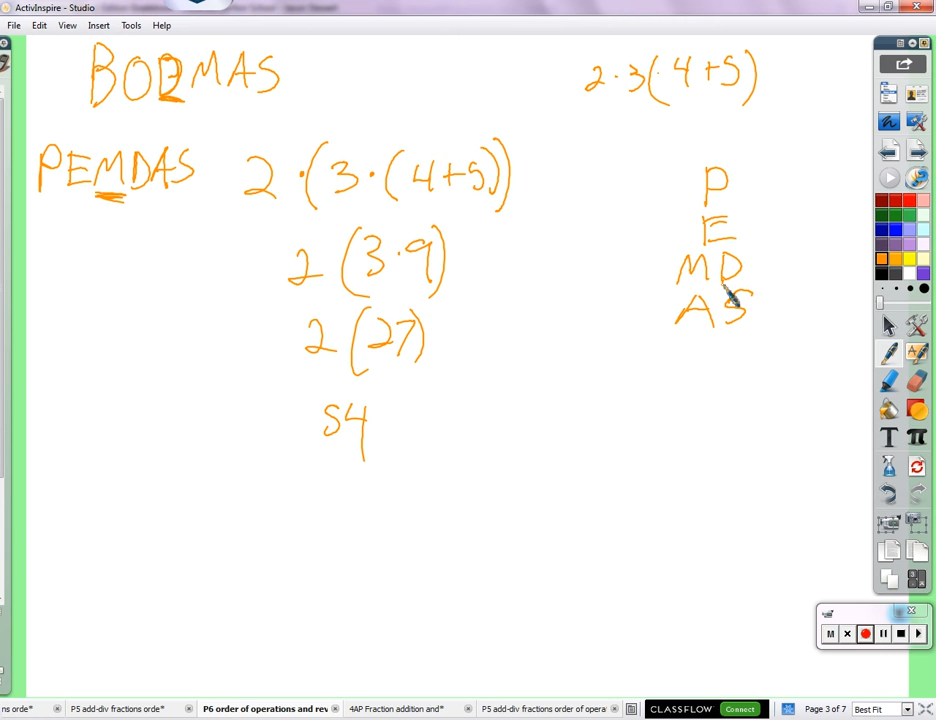 ActivInspire - Studio
File Edit View Insert Tools Help
BODMAS
2·3(·4+5)
PEMDAS 2·(3·(4+5))
2(3·9)
2(27)
54
P
E
MD
AS
T π
M
ns orde* P5 add-div fractions orde* P6 order of operations and rev 4AP Fraction addition and* P5 add-div fractions order of opera CLASSFLOW Connect Page 3 of 7 Best Fit